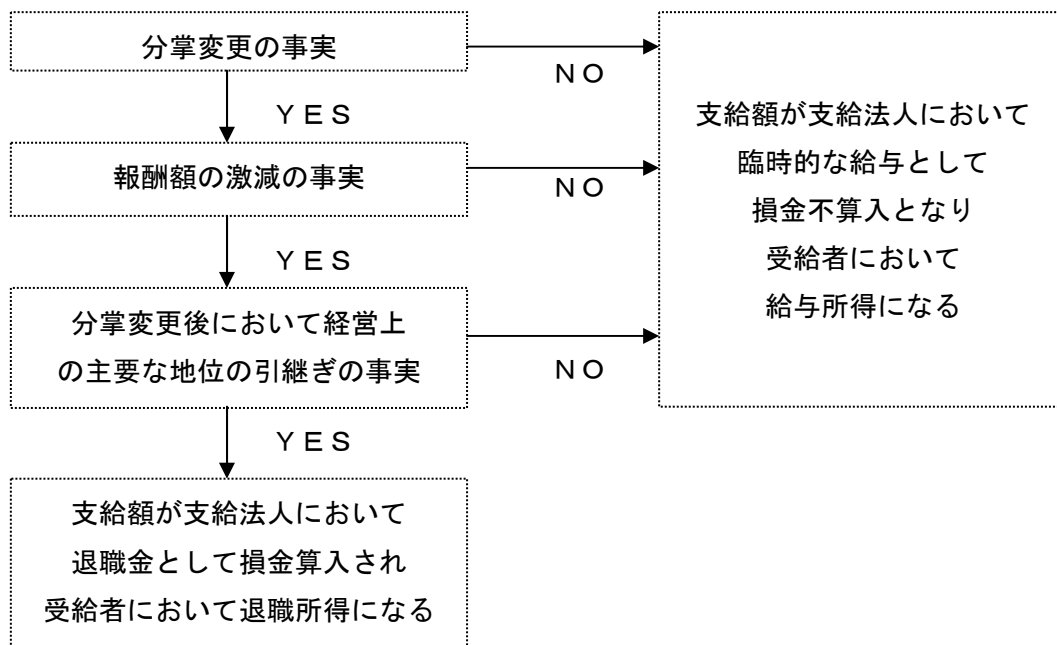 分掌変更の事実
ＮＯ
ＹＥＳ
報酬額の激減の事実
ＮＯ
ＹＥＳ
分掌変更後において経営上
の主要な地位の引継ぎの事実
ＮＯ
ＹＥＳ
支給額が支給法人において
臨時的な給与として
損金不算入となり
受給者において
給与所得になる
支給額が支給法人において
退職金として損金算入され
受給者において退職所得になる